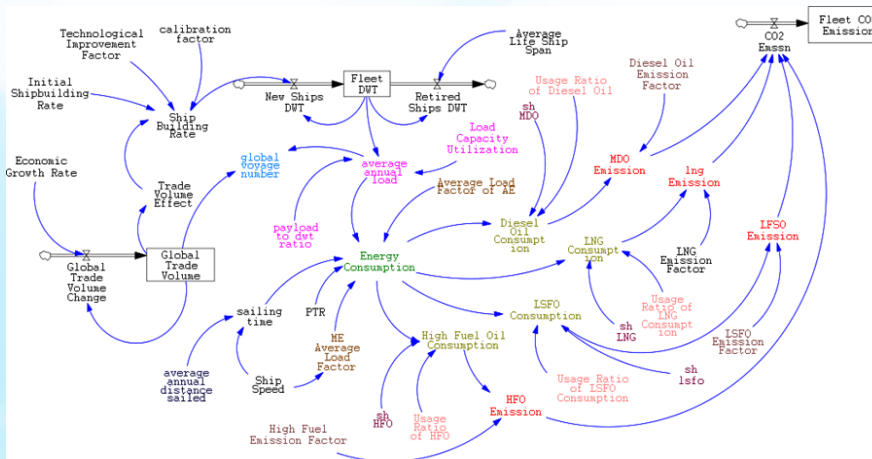 Technological
Improvement
Factor
calibration
factor
Initial
Shipbuilding
Rate
Ship
Building
Rate
Economic
Growth Rate
Trade
Volume
Effect
Global
Trade
Volume
Change
Global
Trade
Volume
New Ships
DWT
Fleet
DWT
Retired
Ships DWT
Average
Life Ship
Span
global
voyage
number
average
annual
load
Load
Capacity
Utilization
payload
to dwt
ratio
Average Load
Factor of AE
Energy
Consumption
sailing
time
PTR
ME
Average
Load
Factor
average
annual
distance
sailed
Ship
Speed
sh
MDO
Usage Ratio
of Diesel Oil
Diesel Oil
Emission
Factor
Diesel
Oil
Consumpt
ion
MDO
Emission
lng
Emission
LNG
Consumpt
ion
LNG
Emission
Factor
LFSO
Emission
LSFO
Consumption
sh
LNG
Usage
Ratio of
LNG
Consumpt
ion
LSFO
Emission
Factor
High Fuel Oil
Consumption
sh
HFO
Usage
Ratio
of HFO
Usage Ratio
of LSFO
Consumption
sh
lsfo
High Fuel
Emission Factor
HFO
Emission
CO2
Emssn
Fleet CO
Emission